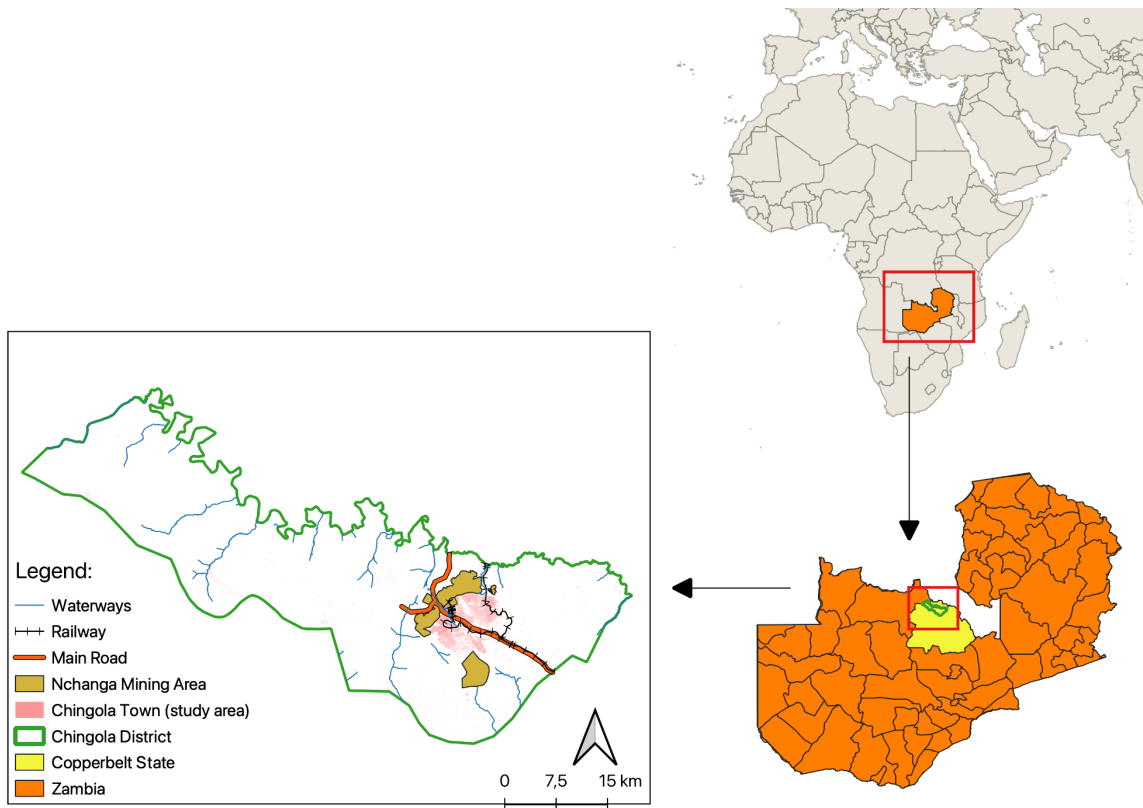 Legend:
Waterways
Railway
Main Road
Nchanga Mining Area
Chingola Town (study area)
Chingola District
Copperbelt State
Zambia
0 7,5 15 km